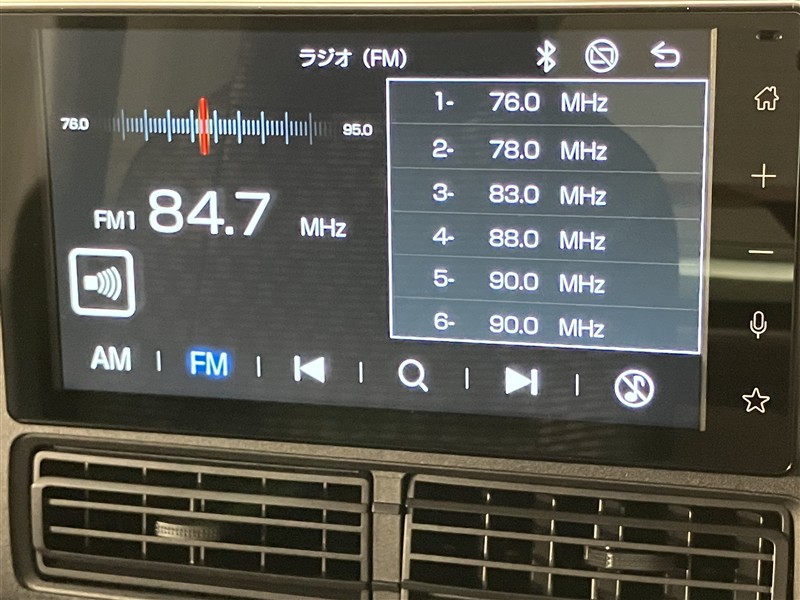 ラジオ（FM）
76.0
95.0
FM1 84.7 MHz
1- 76.0 MHz
2- 78.0 MHz
3- 83.0 MHz
4- 88.0 MHz
5- 90.0 MHz
6- 90.0 MHz
AM FM